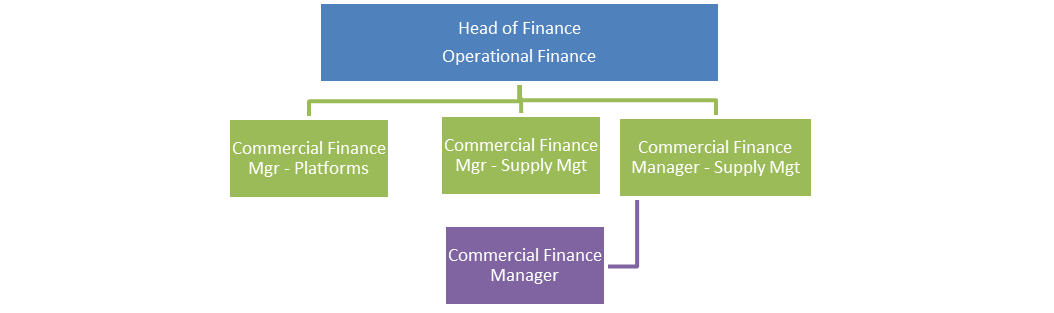 Head of Finance
Operational Finance
Commercial Finance
Mgr - Platforms
Commercial Finance
Mgr - Supply Mgt
Commercial Finance
Manager - Supply Mgt
Commercial Finance
Manager